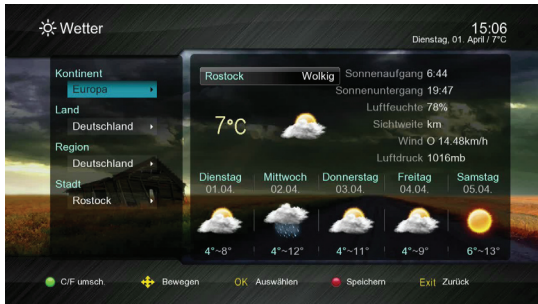 Wetter
15:06
Dienstag, 01. April / 7°C
Kontinent
Europa
Land
Deutschland
Region
Deutschland
Stadt
Rostock
Rostock Wolkig
7°C
Sonnenaufgang 6:44
Sonnenuntergang 19:47
Luftfeuchte 78%
Sichtweite km
Wind O 14.48km/h
Luftdruck 1016mb
Dienstag Mittwoch Donnerstag Freitag Samstag
01.04. 02.04. 03.04. 04.04. 05.04.
4°~8° 4°~12° 4°~11° 4°~9° 6°~13°
C/F umsch. Bewegen OK Auswählen Speichern Exit Zurück